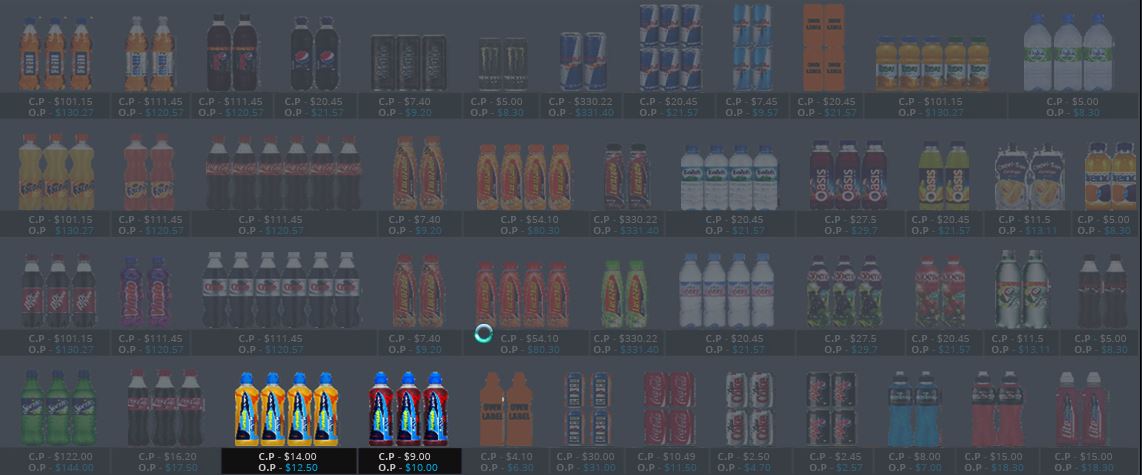 C.P - $101.15 C.P - $111.45 C.P - $111.45 C.P - $20.45 C.P - $7.40 C.P - $5.00 C.P - $330.22 C.P - $20.45 C.P - $7.45 C.P - $20.45 C.P - $101.15 C.P - $5.00
O.P - $130.27 O.P - $120.57 O.P - $120.57 O.P - $21.57 O.P - $9.20 O.P - $8.30 O.P - $331.40 O.P - $21.57 O.P - $9.57 O.P - $21.57 O.P - $130.27 O.P - $8.30
C.P - $101.15 C.P - $111.45 C.P - $111.45 C.P - $7.40 C.P - $54.10 C.P - $330.22 C.P - $20.45 C.P - $27.5 C.P - $20.45 C.P - $11.5 C.P - $5.00
O.P - $130.27 O.P - $120.57 O.P - $120.57 O.P - $9.20 O.P - $80.30 O.P - $331.40 O.P - $21.57 O.P - $29.7 O.P - $21.57 O.P - $13.11 O.P - $8.30
C.P - $101.15 C.P - $111.45 C.P - $111.45 C.P - $7.40 C.P - $54.10 C.P - $330.22 C.P - $20.45 C.P - $27.5 C.P - $20.45 C.P - $11.5 C.P - $5.00
O.P - $130.27 O.P - $120.57 O.P - $120.57 O.P - $9.20 O.P - $80.30 O.P - $331.40 O.P - $21.57 O.P - $29.7 O.P - $21.57 O.P - $13.11 O.P - $8.30
OWN
LABEL
C.P - $122.00 C.P - $16.20 C.P - $14.00 C.P - $9.00 C.P - $4.10 C.P - $30.00 C.P - $10.49 C.P - $2.50 C.P - $2.45 C.P - $8.00 C.P - $15.00 C.P - $15.00
O.P - $144.00 O.P - $17.50 O.P - $12.50 O.P - $10.00 O.P - $6.30 O.P - $31.00 O.P - $11.50 O.P - $4.70 O.P - $2.57 O.P - $7.00 O.P - $18.30 O.P - $18.30